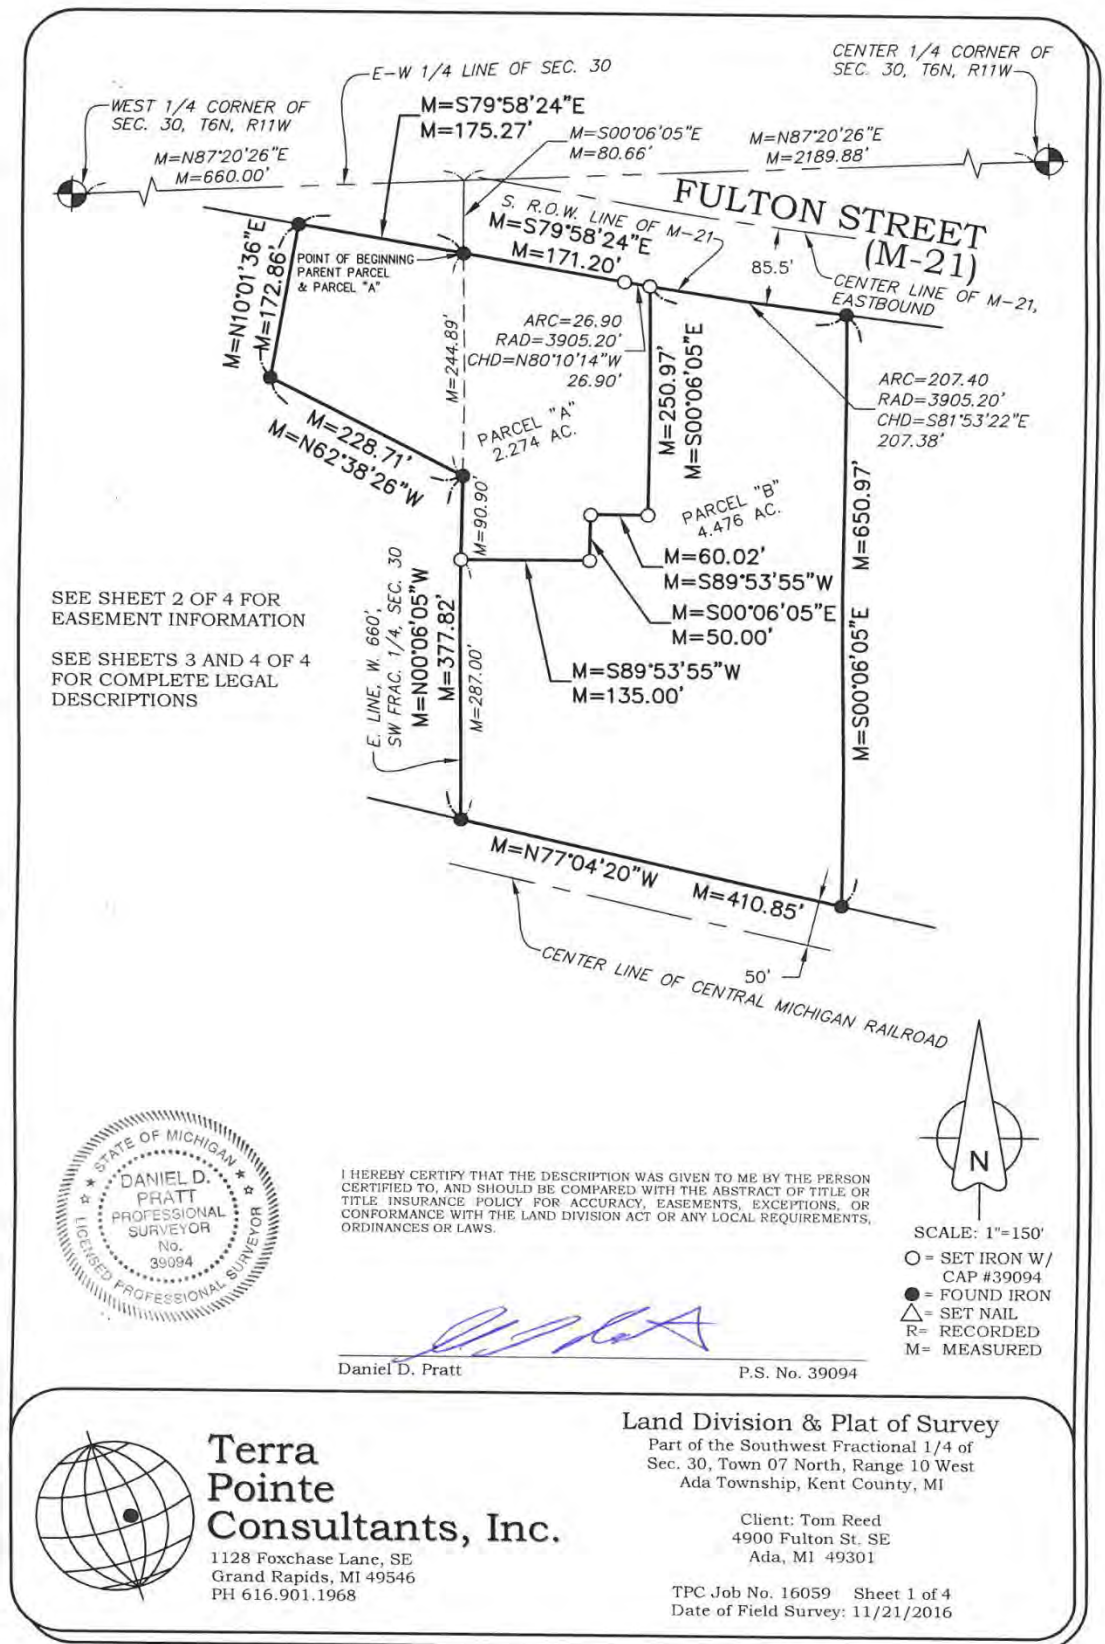 CENTER 1/4 CORNER OF
SEC. 30, T6N, R11W
E-W 1/4 LINE OF SEC. 30
WEST 1/4 CORNER OF
SEC. 30, T6N, R11W
M=S79°58'24"E
M=175.27'
M=S00°06'05"E
M=80.66'
M=N87°20'26"E
M=2189.88'
M=N87°20'26"E
M=660.00'
FULTON STREET
(M-21)
S. R.O.W. LINE OF M-21
M=S79°58'24"E
M=171.20'
85.5'
CENTER LINE OF M-21,
EASTBOUND
POINT OF BEGINNING
PARENT PARCEL
& PARCEL "A"
M=N10°01'36"E
M=172.86'
M=244.89'
ARC=26.90
RAD=3905.20'
CHD=N80°10'14"W
26.90'
M=250.97'
M=S00°06'05"E
ARC=207.40
RAD=3905.20'
CHD=S81°53'22"E
207.38'
M=228.71'
M=N62°38'26"W
PARCEL "A"
2.274 AC.
M=90.90'
PARCEL "B"
4.476 AC.
M=650.97'
M=S00°06'05"E
M=60.02'
M=S89°53'55"W
M=S00°06'05"E
M=50.00'
M=S89°53'55"W
M=135.00'
E. LINE, W. 660',
SW FRAC. 1/4, SEC. 30
M=N00°06'05"W
M=377.82'
M=287.00'
SEE SHEET 2 OF 4 FOR
EASEMENT INFORMATION
SEE SHEETS 3 AND 4 OF 4
FOR COMPLETE LEGAL
DESCRIPTIONS
M=N77°04'20"W
M=410.85'
50'
CENTER LINE OF CENTRAL MICHIGAN RAILROAD
N
SCALE: 1"=150'
O = SET IRON W/
CAP #39094
● = FOUND IRON
△= SET NAIL
R= RECORDED
M= MEASURED
STATE OF MICHIGAN
DANIEL D.
PRATT
PROFESSIONAL
SURVEYOR
No.
39094
LICENSED PROFESSIONAL SURVEYOR
I HEREBY CERTIFY THAT THE DESCRIPTION WAS GIVEN TO ME BY THE PERSON
CERTIFIED TO, AND SHOULD BE COMPARED WITH THE ABSTRACT OF TITLE OR
TITLE INSURANCE POLICY FOR ACCURACY, EASEMENTS, EXCEPTIONS, OR
CONFORMANCE WITH THE LAND DIVISION ACT OR ANY LOCAL REQUIREMENTS,
ORDINANCES OR LAWS.
Daniel D. Pratt P.S. No. 39094
Terra
Pointe
Consultants, Inc.
1128 Foxchase Lane, SE
Grand Rapids, MI 49546
PH 616.901.1968
Land Division & Plat of Survey
Part of the Southwest Fractional 1/4 of
Sec. 30, Town 07 North, Range 10 West
Ada Township, Kent County, MI
Client: Tom Reed
4900 Fulton St. SE
Ada, MI 49301
TPC Job No. 16059 Sheet 1 of 4
Date of Field Survey: 11/21/2016